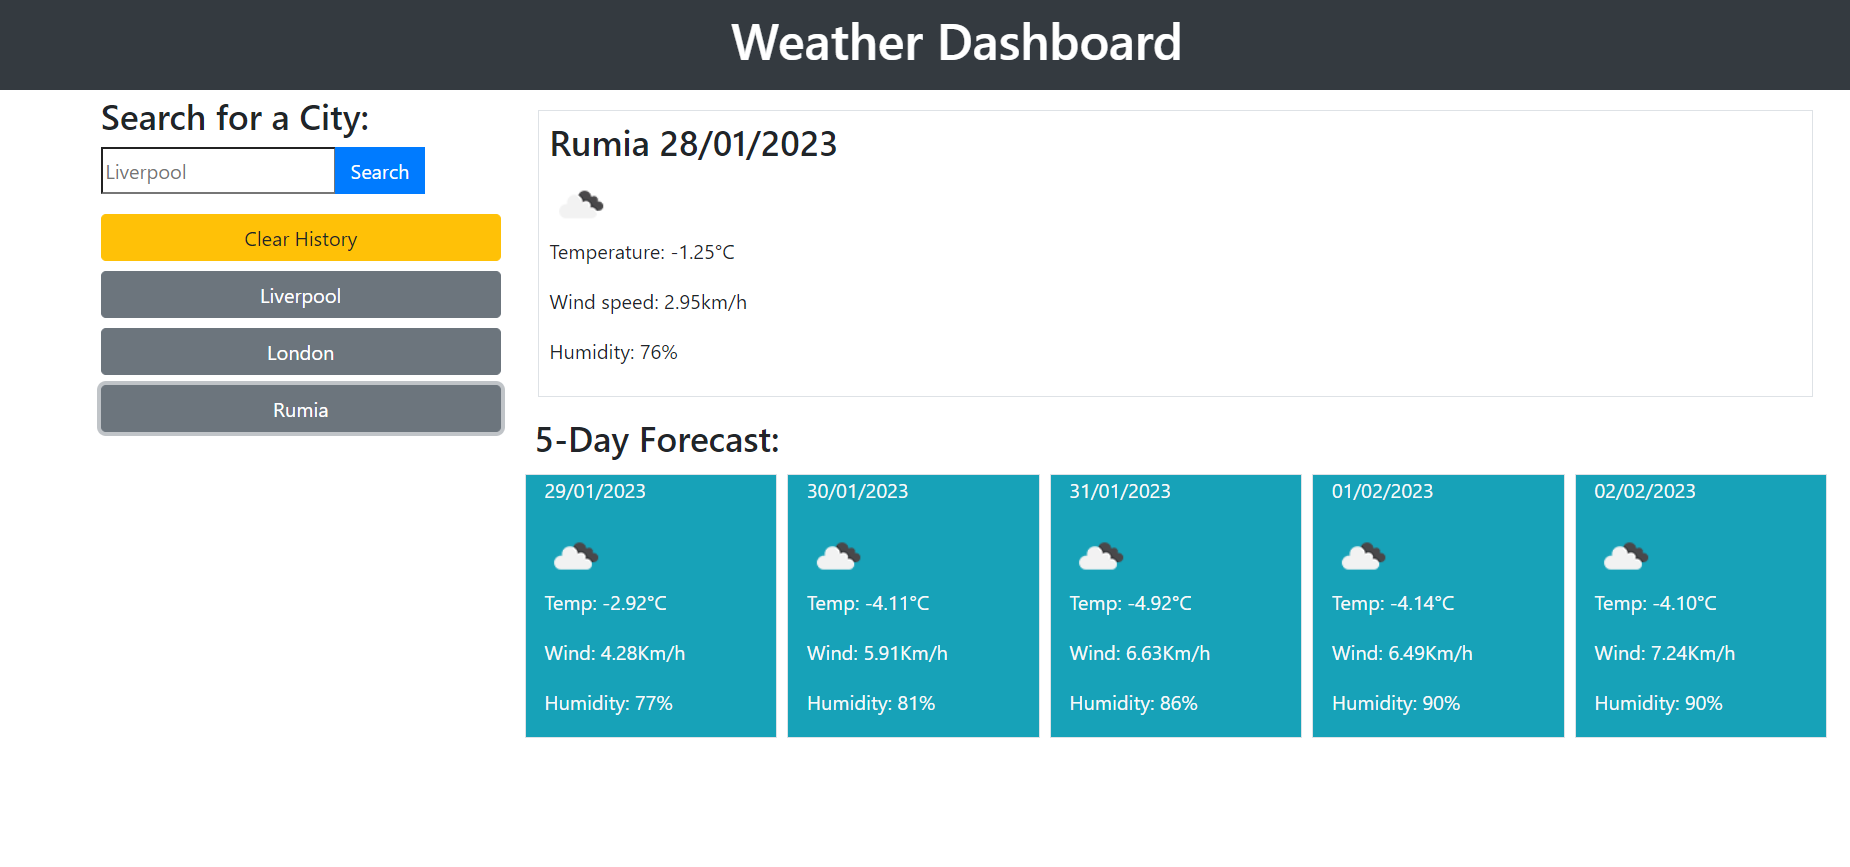 Weather Dashboard
Search for a City:
Liverpool
Search
Clear History
Liverpool
London
Rumia
Rumia 28/01/2023
Temperature: -1.25°C
Wind speed: 2.95km/h
Humidity: 76%
5-Day Forecast:
29/01/2023
Temp: -2.92°C
Wind: 4.28Km/h
Humidity: 77%
30/01/2023
Temp: -4.11°C
Wind: 5.91Km/h
Humidity: 81%
31/01/2023
Temp: -4.92°C
Wind: 6.63Km/h
Humidity: 86%
01/02/2023
Temp: -4.14°C
Wind: 6.49Km/h
Humidity: 90%
02/02/2023
Temp: -4.10°C
Wind: 7.24Km/h
Humidity: 90%